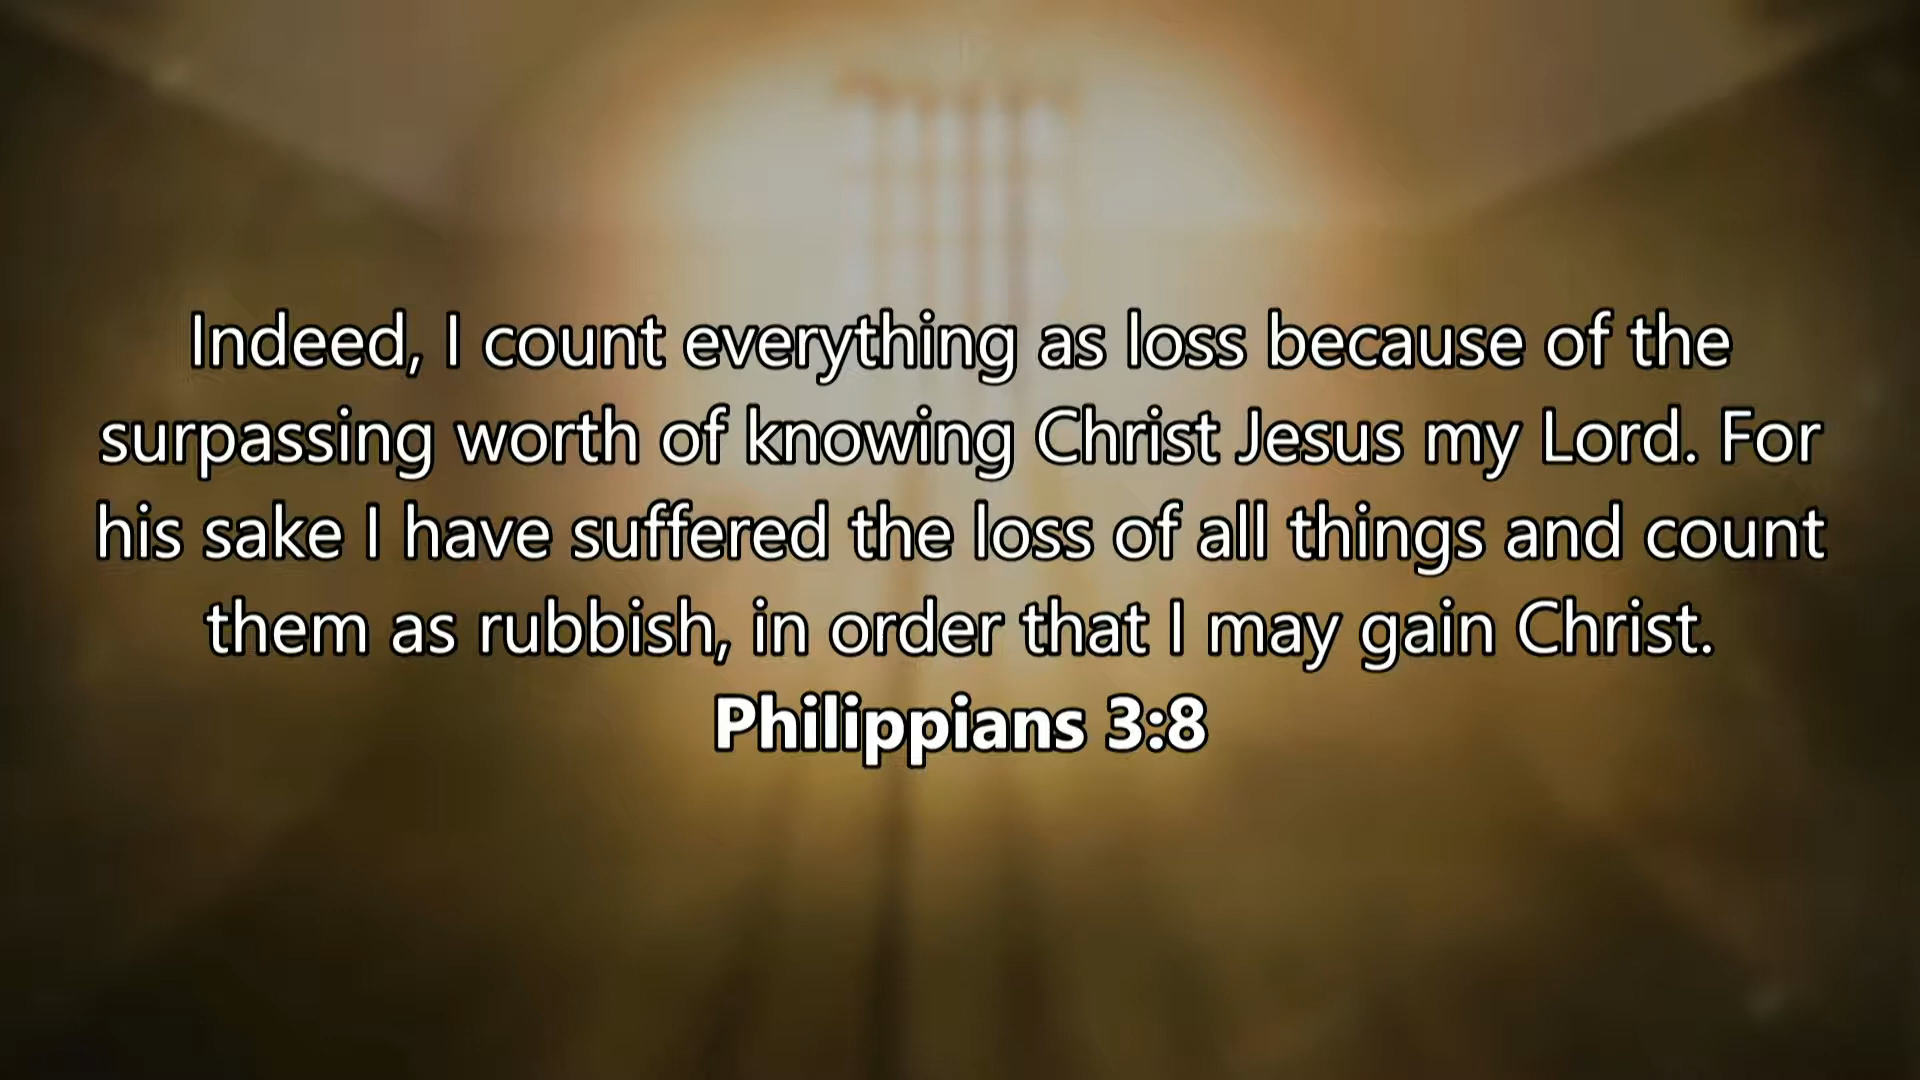 Indeed, I count everything as loss because of the
surpassing worth of knowing Christ Jesus my Lord. For
his sake I have suffered the loss of all things and count
them as rubbish, in order that I may gain Christ.
Philippians 3:8